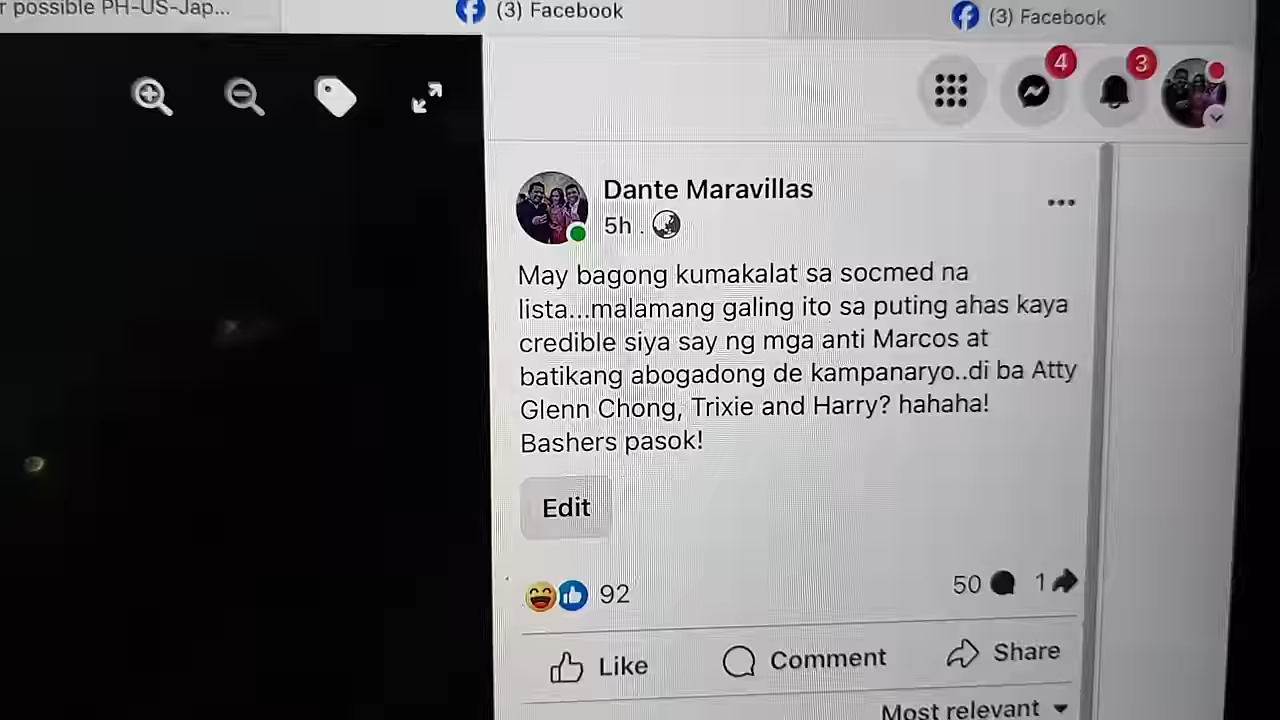 r possible PH-US-Jap...
(3) Facebook
(3) Facebook
4
3
Dante Maravillas
5h .
May bagong kumakalat sa socmed na
lista...malamang galing ito sa puting ahas kaya
credible siya say ng mga anti Marcos at
batikang abogadong de kampanaryo..di ba Atty
Glenn Chong, Trixie and Harry? hahaha!
Bashers pasok!
Edit
92
50
1
Like
Comment
Share
Most relevant